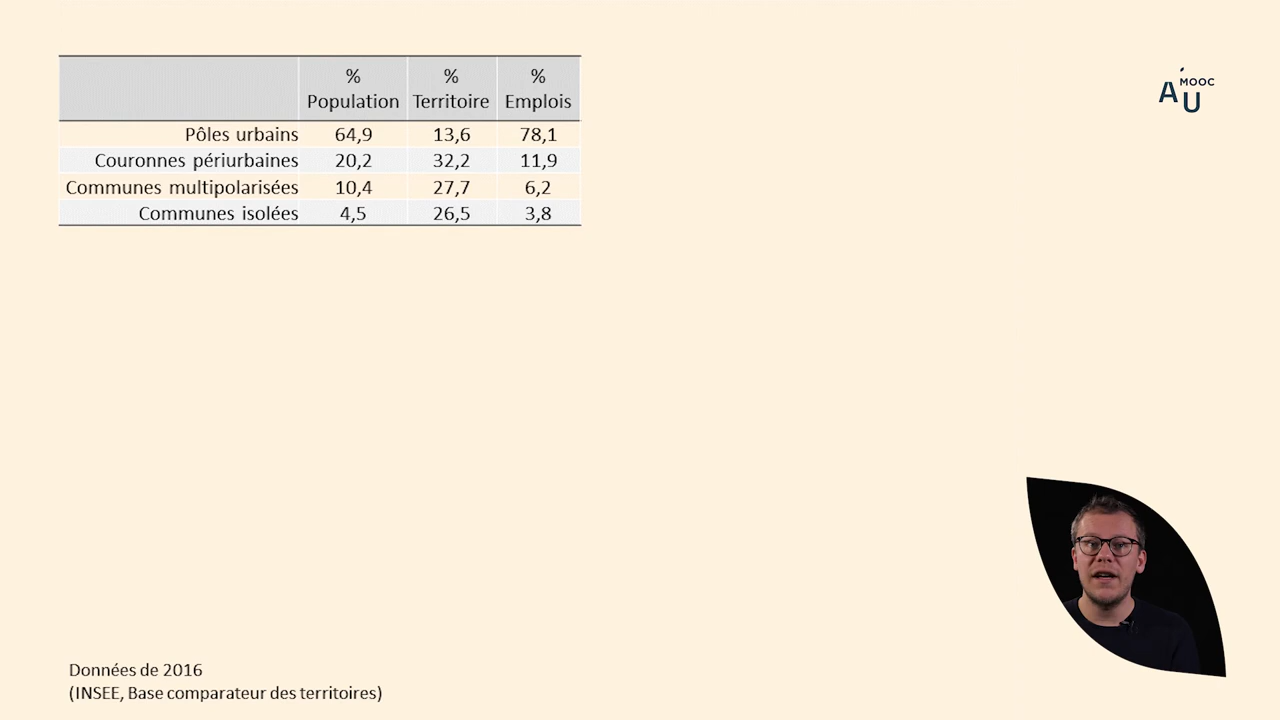 % Population % Territoire % Emplois
Pôles urbains 64,9 13,6 78,1
Couronnes périurbaines 20,2 32,2 11,9
Communes multipolarisées 10,4 27,7 6,2
Communes isolées 4,5 26,5 3,8
MOOC
ÁU
Données de 2016
(INSEE, Base comparateur des territoires)